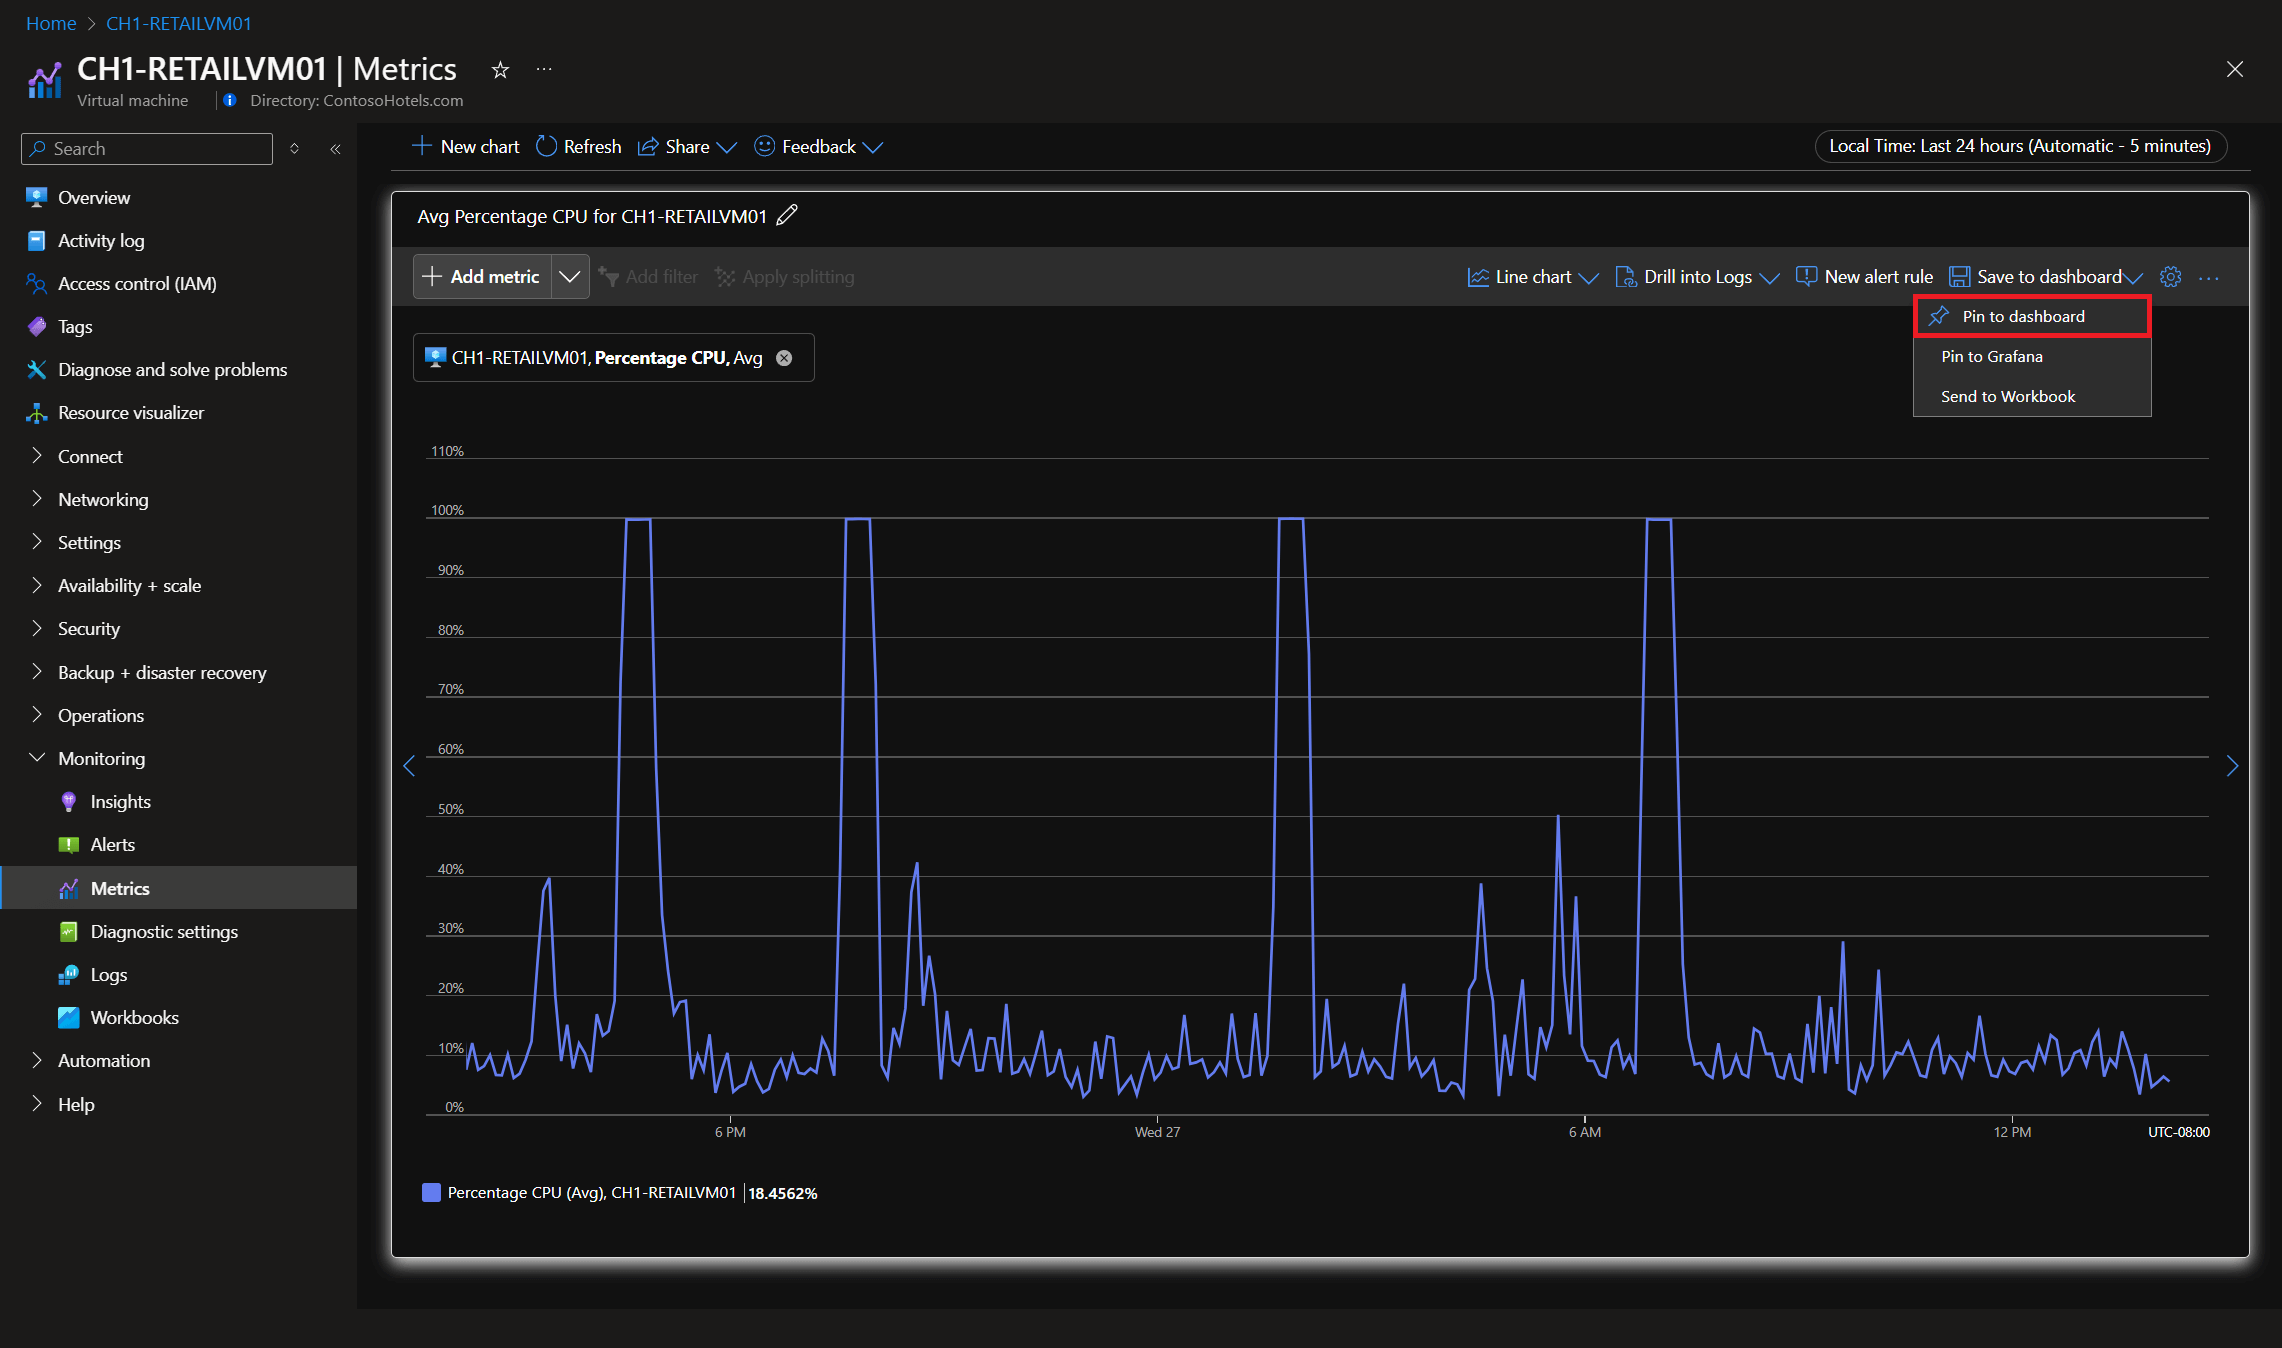 Home > CH1-RETAILVM01
CH1-RETAILVM01 | Metrics
Virtual machine
Directory: ContosoHotels.com
Search
Overview
Activity log
Access control (IAM)
Tags
Diagnose and solve problems
Resource visualizer
Connect
Networking
Settings
Availability + scale
Security
Backup + disaster recovery
Operations
Monitoring
Insights
Alerts
Metrics
Diagnostic settings
Logs
Workbooks
Automation
Help
New chart Refresh Share Feedback
Local Time: Last 24 hours (Automatic - 5 minutes)
Avg Percentage CPU for CH1-RETAILVM01
Add metric Add filter Apply splitting
Line chart Drill into Logs New alert rule Save to dashboard
Pin to dashboard
Pin to Grafana
Send to Workbook
CH1-RETAILVM01, Percentage CPU, Avg
110%
100%
90%
80%
70%
60%
50%
40%
30%
20%
10%
0%
6 PM Wed 27 6 AM 12 PM UTC-08:00
Percentage CPU (Avg), CH1-RETAILVM01 | 18.4562%